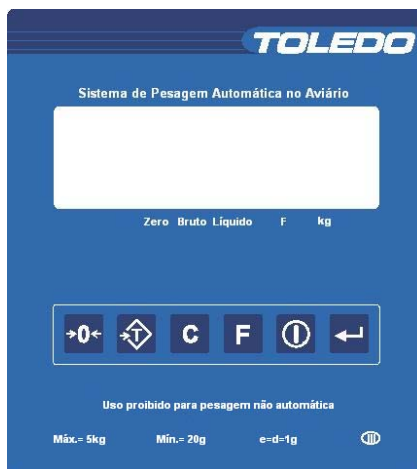 TOLEDO
Sistema de Pesagem Automática no Aviário
Zero Bruto Líquido F kg
→0← →T C F
Uso proibido para pesagem não automática
Máx.= 5kg Mín.= 20g e=d=1g III